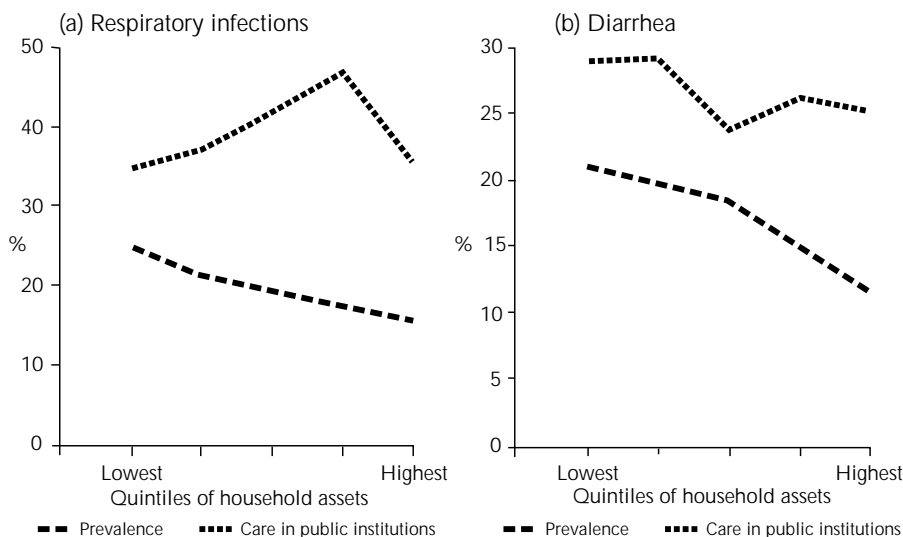 (a) Respiratory infections
50
40
30
%
20
10
0
Lowest
Highest
Quintiles of household assets
Prevalence
Care in public institutions
(b) Diarrhea
30
25
20
% 15
10
5
0
Lowest
Highest
Quintiles of household assets
Prevalence
Care in public institutions